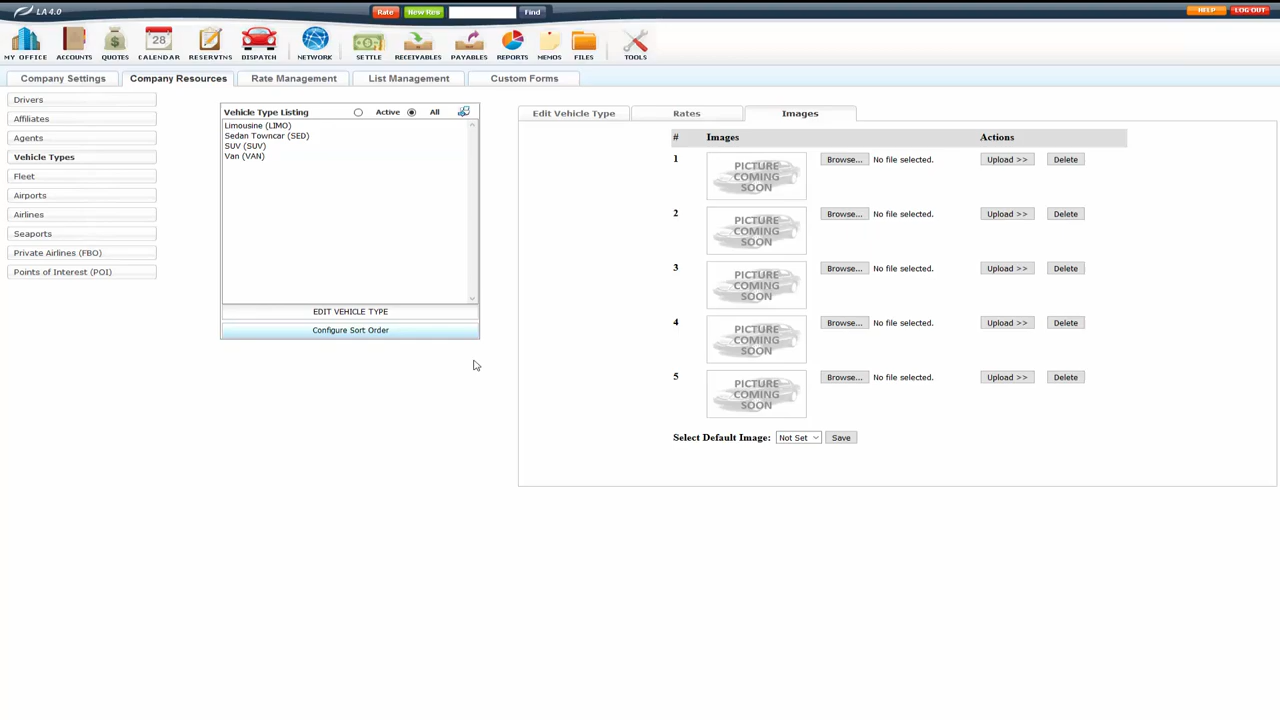 LA 4.0 Rate New Res Find HELP LOG OUT
28
MY OFFICE ACCOUNTS QUOTES CALENDAR RESERVTNS DISPATCH NETWORK SETTLE RECEIVABLES PAYABLES REPORTS MEMOS FILES TOOLS
Company Settings Company Resources Rate Management List Management Custom Forms
Drivers
Affiliates
Agents
Vehicle Types
Fleet
Airports
Airlines
Seaports
Private Airlines (FBO)
Points of Interest (POI)
Vehicle Type Listing Active All
Limousine (LIMO)
Sedan Towncar (SED)
SUV (SUV)
Van (VAN)
EDIT VEHICLE TYPE
Configure Sort Order
Edit Vehicle Type Rates Images
# Images Actions
1 PICTURE COMING SOON Browse... No file selected. Upload >> Delete
2 PICTURE COMING SOON Browse... No file selected. Upload >> Delete
3 PICTURE COMING SOON Browse... No file selected. Upload >> Delete
4 PICTURE COMING SOON Browse... No file selected. Upload >> Delete
5 PICTURE COMING SOON Browse... No file selected. Upload >> Delete
Select Default Image: Not Set Save